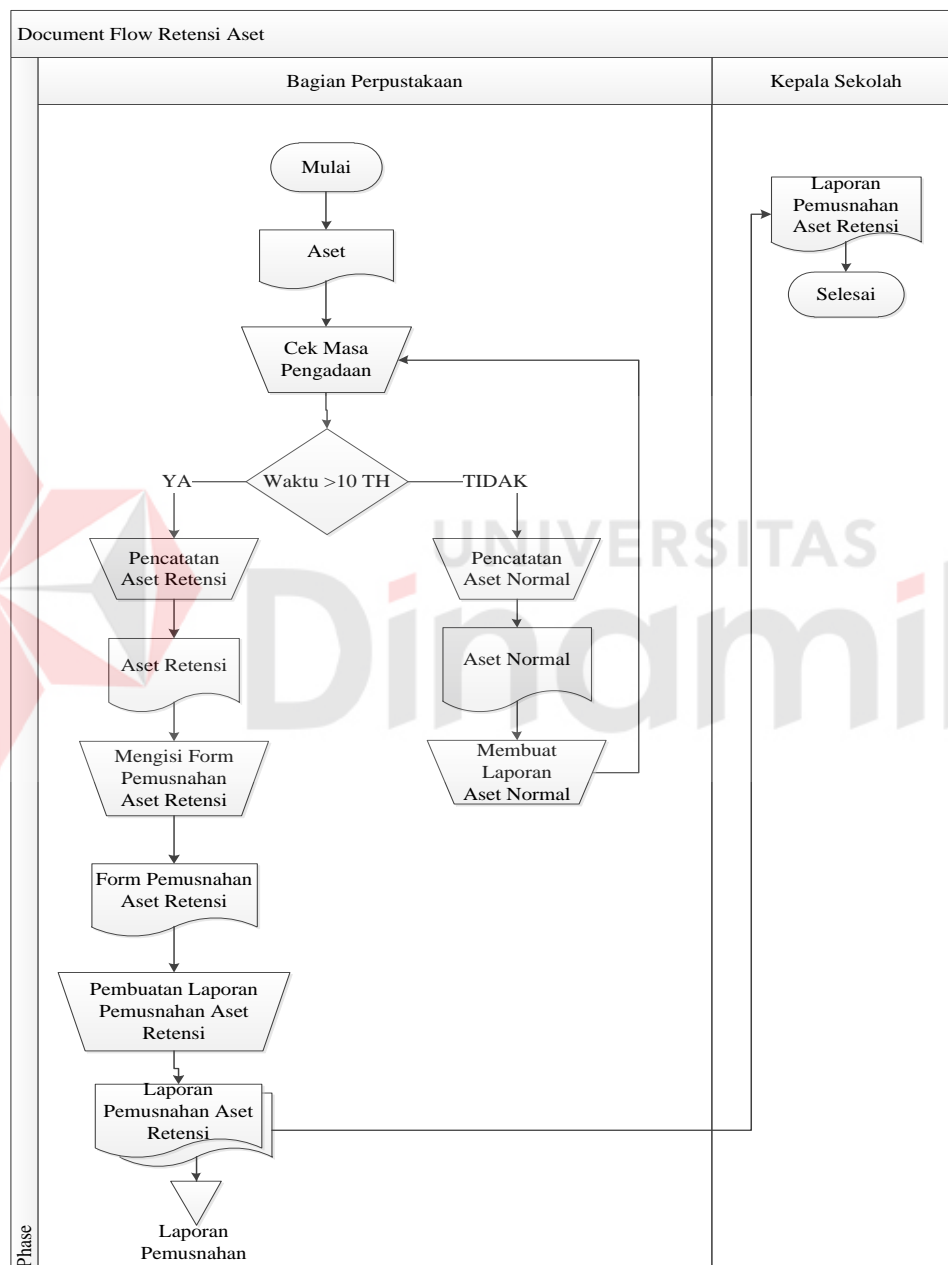 Document Flow Retensi Aset
Bagian Perpustakaan
Kepala Sekolah
Mulai
Aset
Cek Masa
Pengadaan
Waktu >10 TH
YA
TIDAK
Pencatatan
Aset Retensi
Pencatatan
Aset Normal
Aset Retensi
Aset Normal
Mengisi Form
Pemusnahan
Aset Retensi
Membuat
Laporan
Aset Normal
Form Pemusnahan
Aset Retensi
Pembuatan Laporan
Pemusnahan Aset
Retensi
Laporan
Pemusnahan Aset
Retensi
Laporan
Pemusnahan
Laporan
Pemusnahan
Aset Retensi
Selesai
Phase
UNIVERSITAS
Dinami